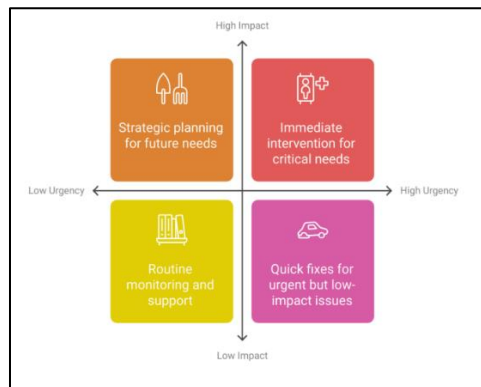 High Impact
Strategic planning
for future needs
Immediate
intervention for
critical needs
Low Urgency
High Urgency
Routine
monitoring and
support
Quick fixes for
urgent but low-
impact issues
Low Impact